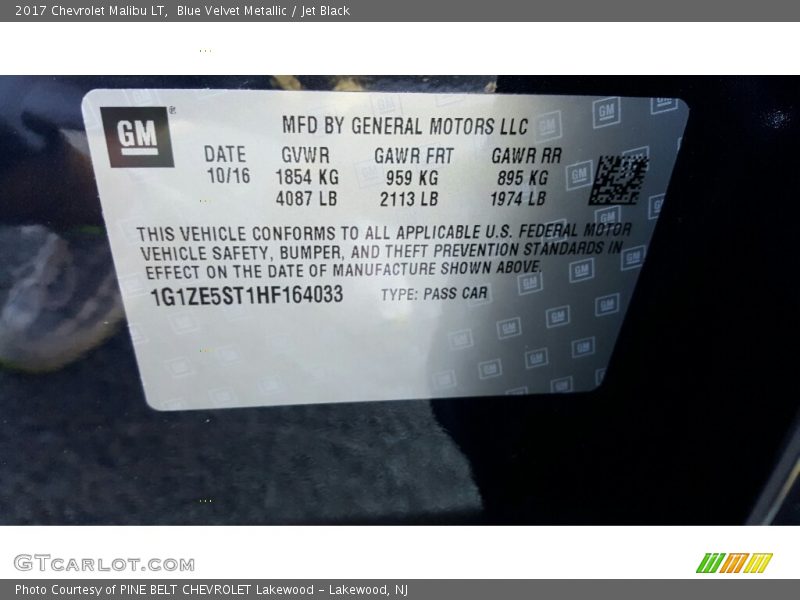 2017 Chevrolet Malibu LT,  Blue Velvet Metallic / Jet Black
GM ®
MFD BY GENERAL MOTORS LLC
DATE GVWR GAWR FRT GAWR RR
10/16 1854 KG 959 KG 895 KG
4087 LB 2113 LB 1974 LB
THIS VEHICLE CONFORMS TO ALL APPLICABLE U.S. FEDERAL MOTOR
VEHICLE SAFETY, BUMPER, AND THEFT PREVENTION STANDARDS IN
EFFECT ON THE DATE OF MANUFACTURE SHOWN ABOVE.
1G1ZE5ST1HF164033 TYPE: PASS CAR
GTCARLOT.COM
Photo Courtesy of PINE BELT CHEVROLET Lakewood - Lakewood, NJ